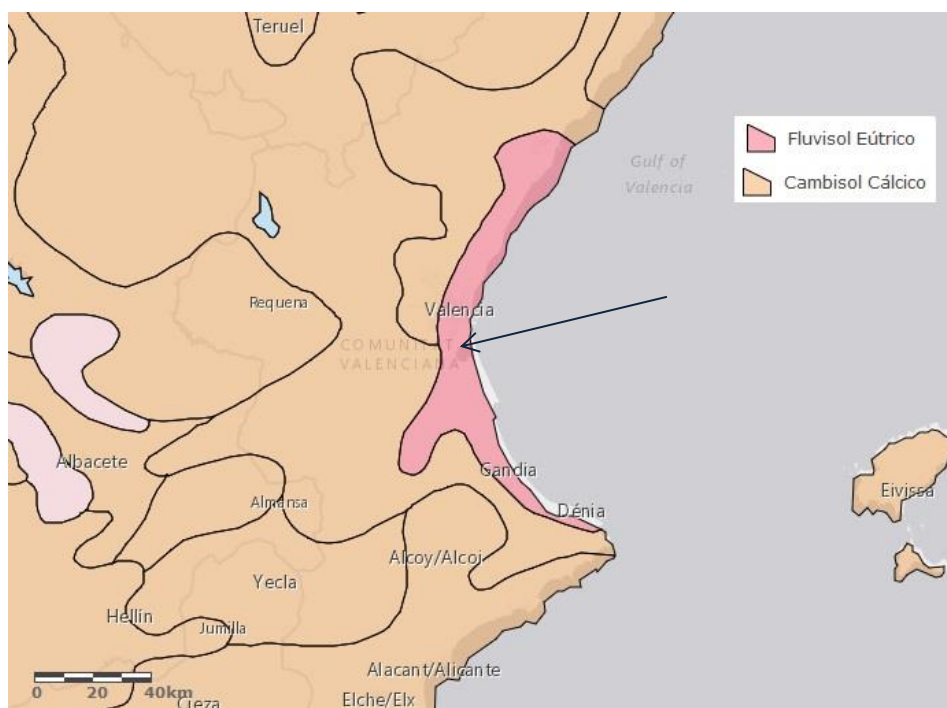 Teruel
Gulf of
Valencia
Fluvisol Eútrico
Cambisol Cálcico
Requena
Valencia
COMUNITAT
VALENCIANA
Albacete
Gandia
Eivissa
Almansa
Dénia
Alcoy/Alcoi
Yecla
Hellín
Jumilla
Alacant/Alicante
0 20 40km
Cieza
Elche/Elx